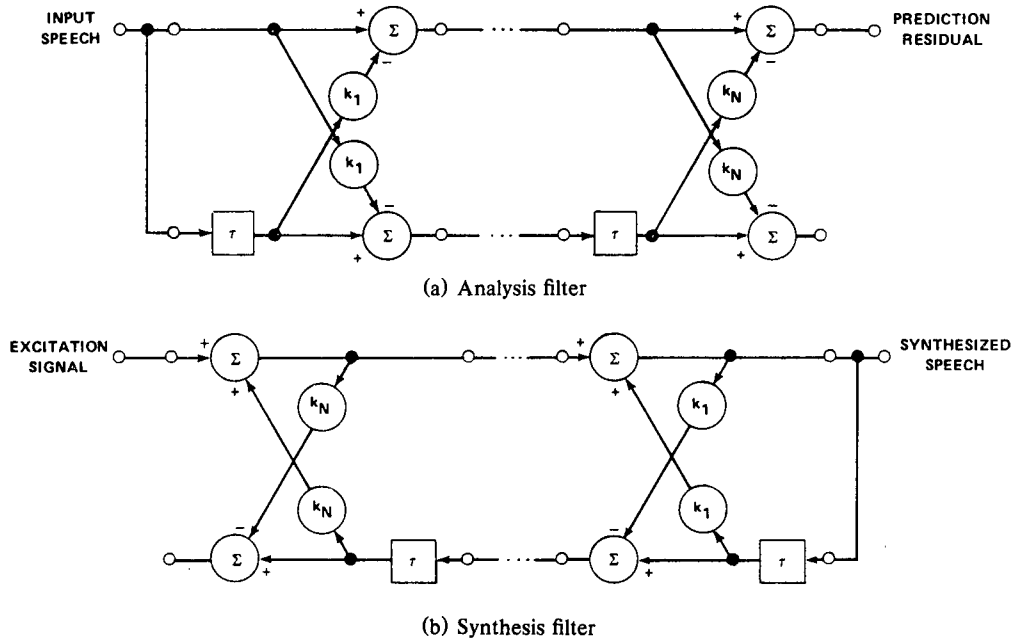 INPUT
SPEECH
+
Σ
...
+
Σ
PREDICTION
RESIDUAL
−
−
k1
kN
k1
kN
−
−
τ
Σ
...
τ
Σ
+
+
(a) Analysis filter
EXCITATION
SIGNAL
+
Σ
...
+
Σ
SYNTHESIZED
SPEECH
+
+
kN
k1
kN
k1
−
−
Σ
τ
...
Σ
τ
+
+
(b) Synthesis filter